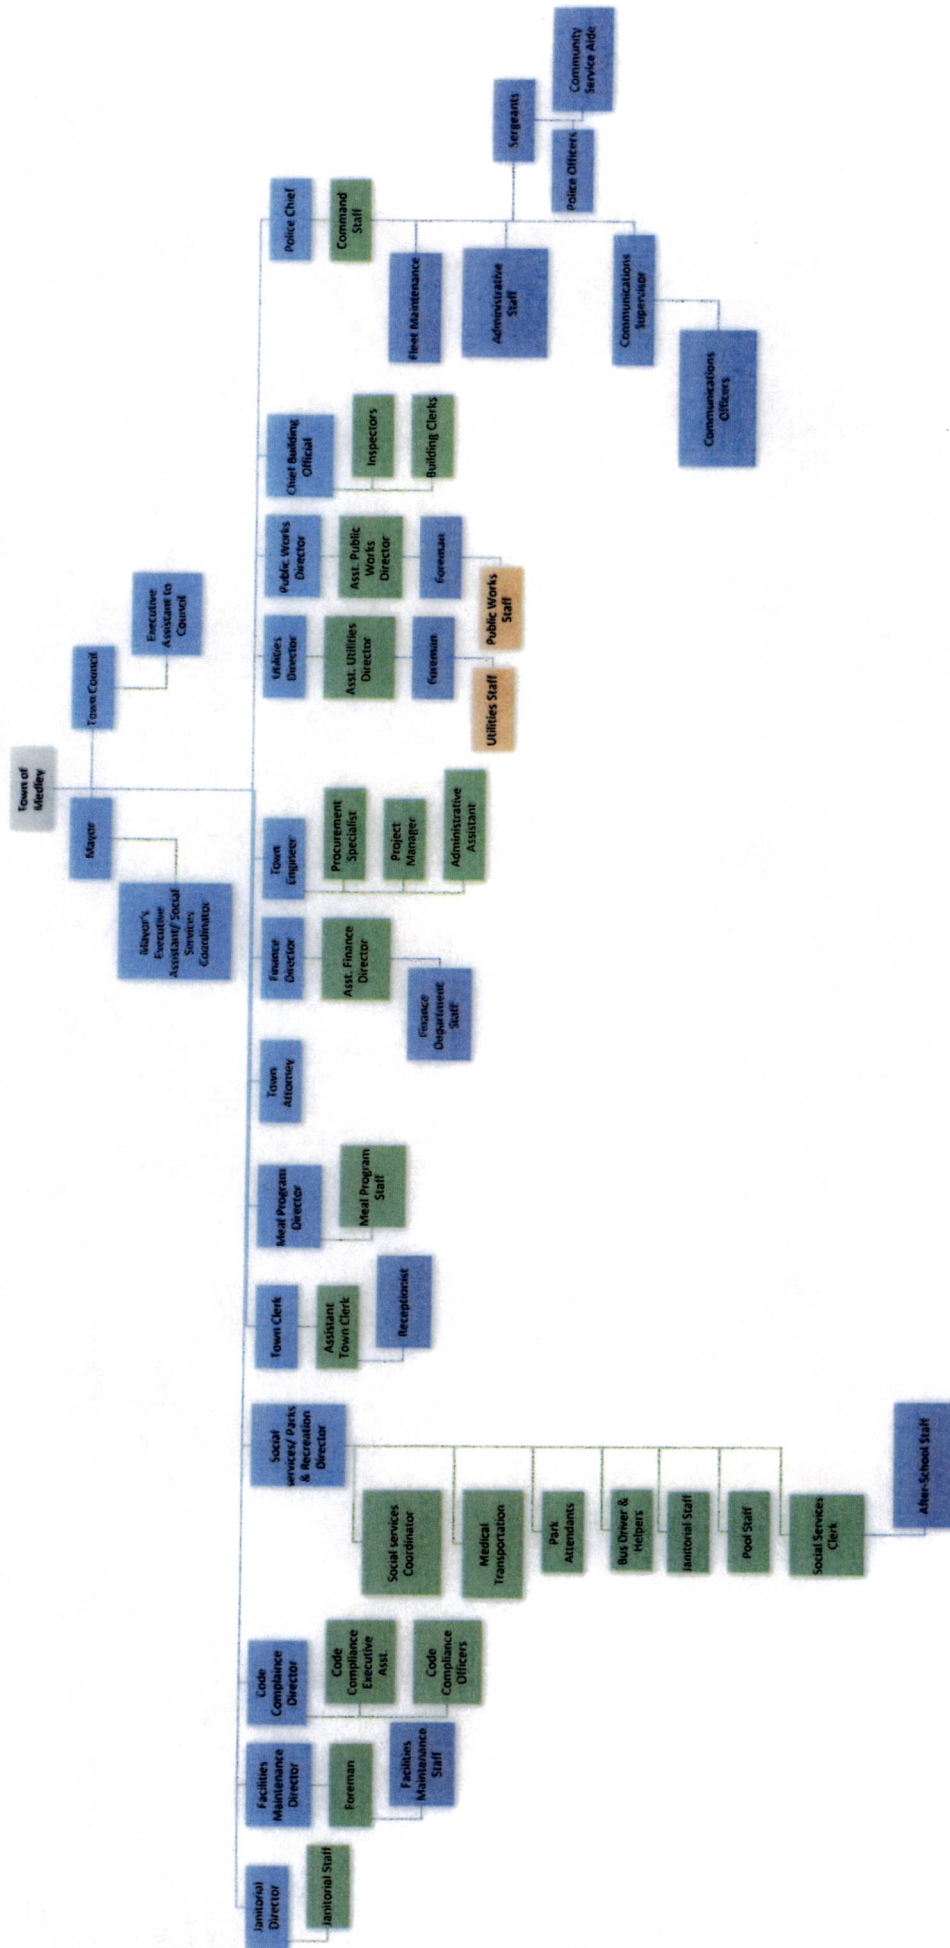 Town of
Medley
Mayor
Town Council
Mayor's
Executive
Assistant/ Social
Services
Coordinator
Executive
Assistant to
Council
Janitorial
Director
Janitorial Staff
Facilities
Maintenance
Director
Foreman
Facilities
Maintenance
Staff
Code
Complaince
Director
Code
Compliance
Executive
Asst.
Code
Compliance
Officers
Social
Services/ Parks
& Recreation
Director
Social services
Coordinator
Medical
Transportation
Park
Attendants
Bus Driver &
Helpers
Janitorial Staff
Pool Staff
Social Services
Clerk
After-School Staff
Town Clerk
Assistant
Town Clerk
Receptionist
Meal Program
Director
Meal Program
Staff
Town
Attorney
Finance
Director
Asst. Finance
Director
Finance
Department
Staff
Town
Engineer
Procurement
Specialist
Project
Manager
Administrative
Assistant
Utilities
Director
Asst. Utilities
Director
Foreman
Utilities Staff
Public Works
Director
Asst. Public
Works
Director
Foreman
Public Works
Staff
Chief Building
Official
Inspectors
Building Clerks
Police Chief
Command
Staff
Fleet Maintenance
Administrative
Staff
Sergeants
Police Officers
Community
Service Aide
Communications
Supervisor
Communications
Officers